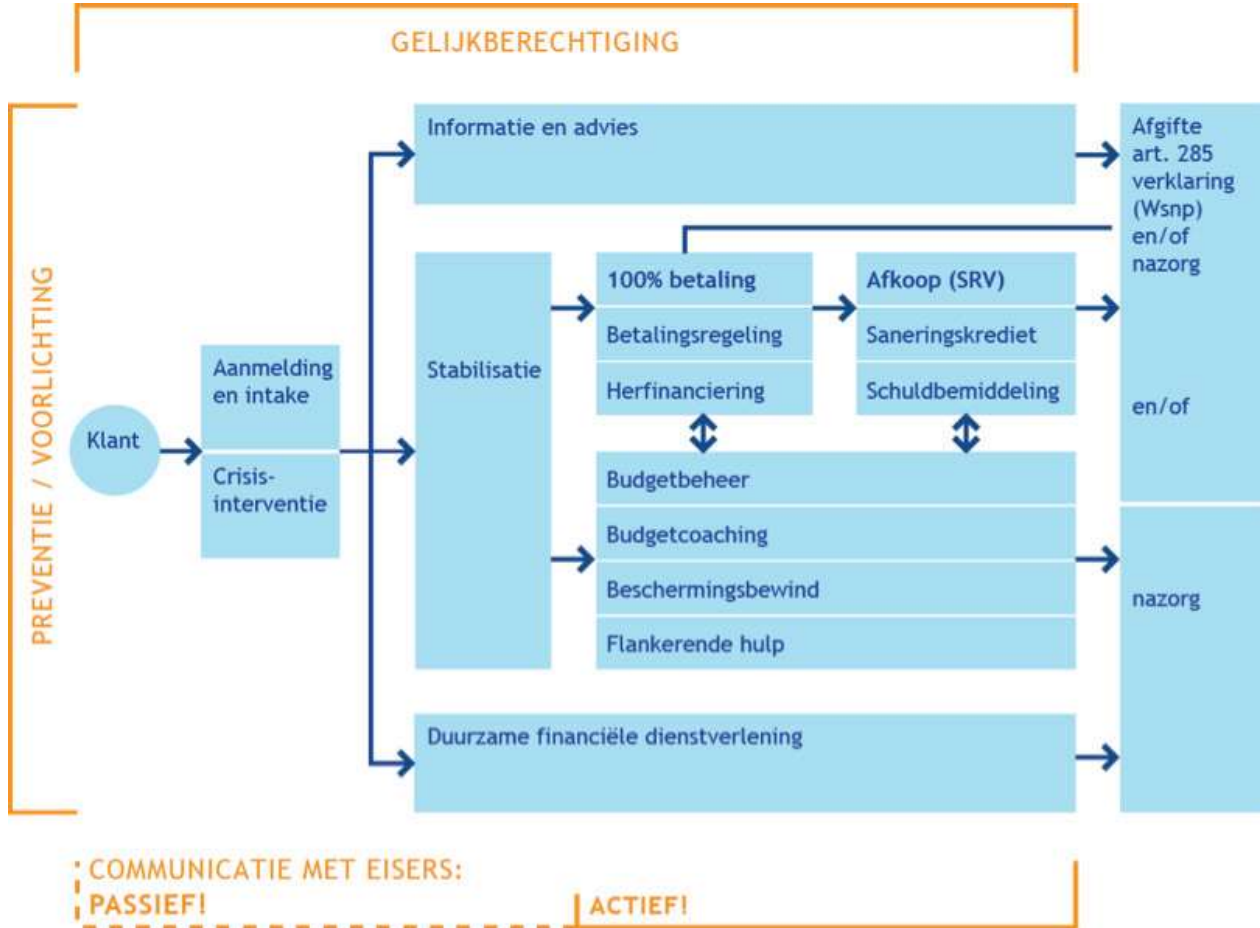 GELIJKBERECHTIGING
PREVENTIE / VOORLICHTING
Klant
Aanmelding
en intake
Crisis-
interventie
Informatie en advies
Stabilisatie
100% betaling
Betalingsregeling
Herfinanciering
Afkoop (SRV)
Saneringskrediet
Schuldbemiddeling
Budgetbeheer
Budgetcoaching
Beschermingsbewind
Flankerende hulp
Duurzame financiële dienstverlening
Afgifte
art. 285
verklaring
(Wsnp)
en/of
nazorg
en/of
nazorg
COMMUNICATIE MET EISERS:
PASSIEF!
ACTIEF!